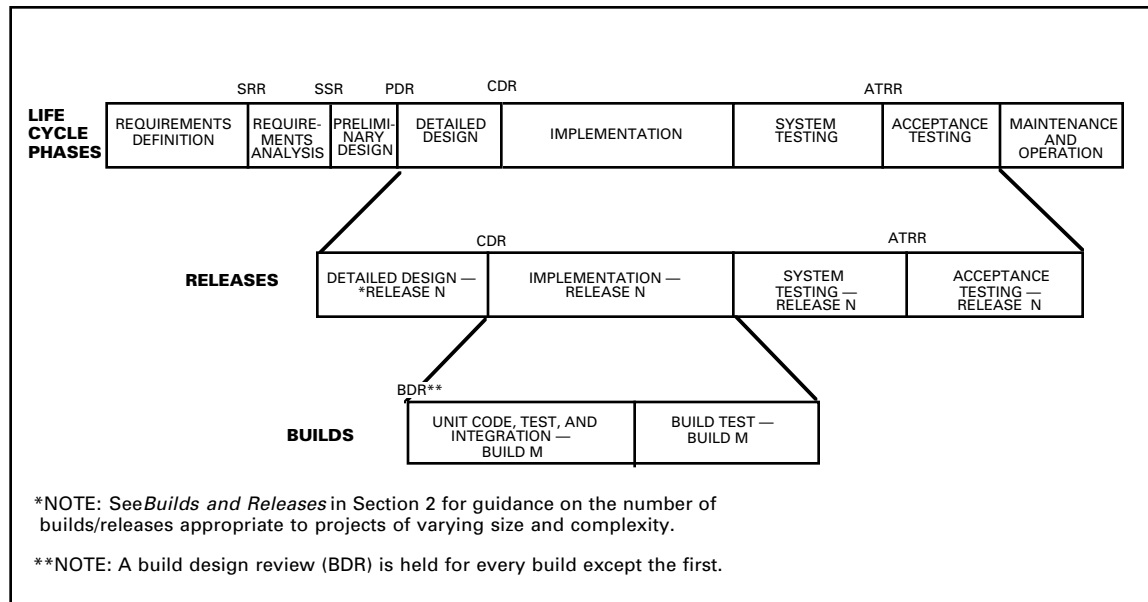 SRR SSR PDR CDR ATRR
LIFE
CYCLE
PHASES
REQUIREMENTS
DEFINITION
REQUIRE-
MENTS
ANALYSIS
PRELIMI-
NARY
DESIGN
DETAILED
DESIGN
IMPLEMENTATION
SYSTEM
TESTING
ACCEPTANCE
TESTING
MAINTENANCE
AND
OPERATION
CDR ATRR
RELEASES
DETAILED DESIGN —
*RELEASE N
IMPLEMENTATION —
RELEASE N
SYSTEM
TESTING —
RELEASE N
ACCEPTANCE
TESTING —
RELEASE N
BDR**
BUILDS
UNIT CODE, TEST, AND
INTEGRATION —
BUILD M
BUILD TEST —
BUILD M
*NOTE: See Builds and Releases in Section 2 for guidance on the number of
builds/releases appropriate to projects of varying size and complexity.
**NOTE: A build design review (BDR) is held for every build except the first.